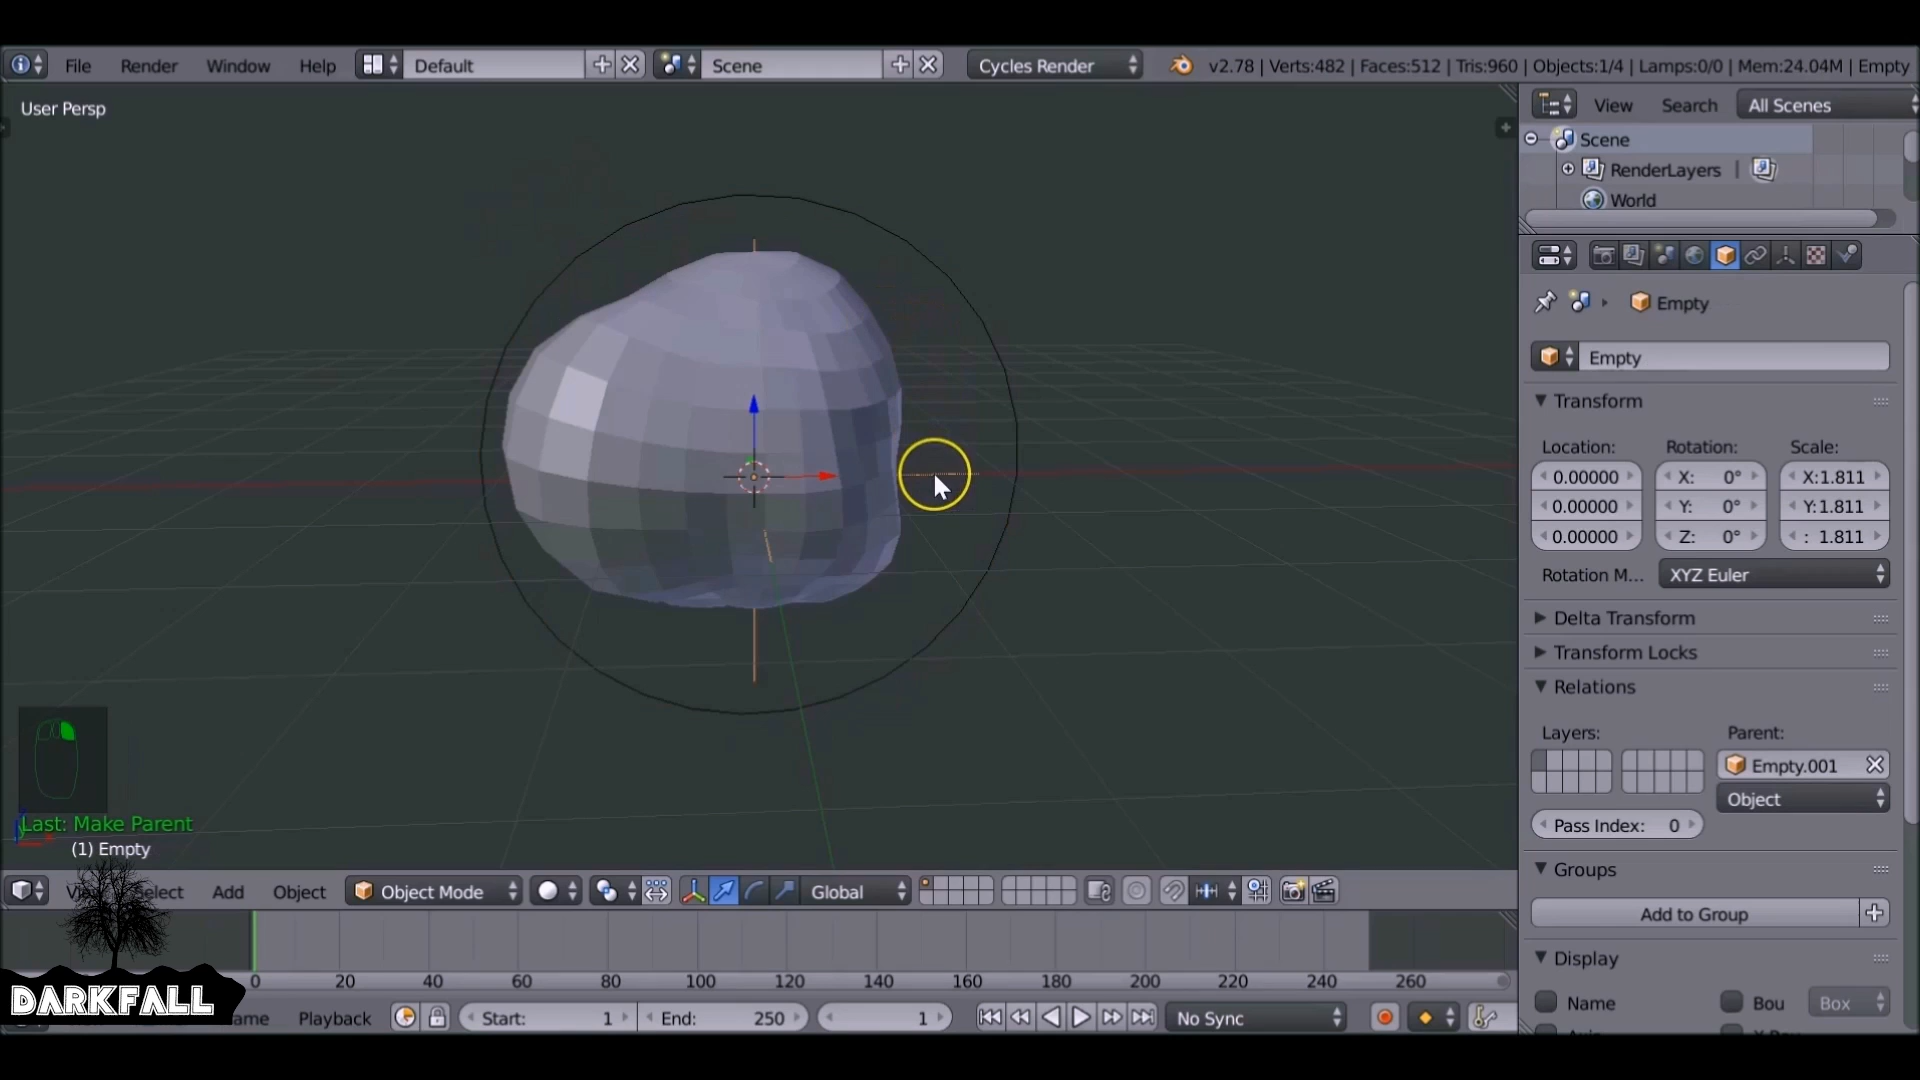 File Render Window Help Default Scene Cycles Render v2.78 | Verts:482 | Faces:512 | Tris:960 | Objects:1/4 | Lamps:0/0 | Mem:24.04M | Empty
User Persp
View Search All Scenes
Scene
RenderLayers
World
Empty
Empty
Transform
Location: Rotation: Scale:
0.00000 X: 0° X:1.811
0.00000 Y: 0° Y:1.811
0.00000 Z: 0° : 1.811
Rotation M... XYZ Euler
Delta Transform
Transform Locks
Relations
Layers: Parent:
Empty.001
Object
Pass Index: 0
Groups
Add to Group
Display
Name Bou Box
Last: Make Parent
(1) Empty
Add Object Object Mode Global
0 20 40 60 80 100 120 140 160 180 200 220 240 260
DARKFALL
Playback Start: 1 End: 250 1 No Sync